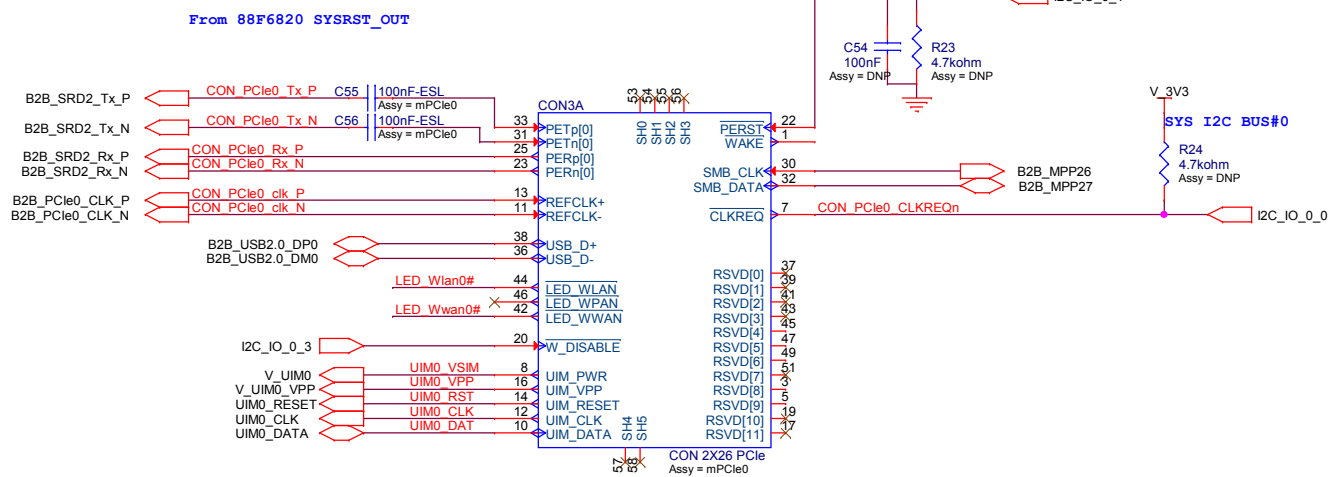 From 88F6820 SYSRST_OUT
C54
100nF
Assy = DNP
R23
4.7kohm
Assy = DNP
B2B_SRD2_Tx_P
CON_PCIe0_Tx_P
C55
100nF-ESL
Assy = mPCIe0
B2B_SRD2_Tx_N
CON_PCIe0_Tx_N
C56
100nF-ESL
Assy = mPCIe0
B2B_SRD2_Rx_P
CON_PCIe0_Rx_P
B2B_SRD2_Rx_N
CON_PCIe0_Rx_N
B2B_PCIe0_CLK_P
CON_PCIe0_clk_P
B2B_PCIe0_CLK_N
CON_PCIe0_clk_N
B2B_USB2.0_DP0
B2B_USB2.0_DM0
LED_Wlan0#
LED_Wwan0#
I2C_IO_0_3
V_UIM0
UIM0_VSIM
V_UIM0_VPP
UIM0_VPP
UIM0_RESET
UIM0_RST
UIM0_CLK
UIM0_CLK
UIM0_DATA
UIM0_DAT
CON3A
53
54
55
56
SH0
SH1
SH2
SH3
33 PETp[0]
31 PETn[0]
25 PERp[0]
23 PERn[0]
13 REFCLK+
11 REFCLK-
38 USB_D+
36 USB_D-
44 LED_WLAN
46 LED_WPAN
42 LED_WWAN
20 W_DISABLE
8 UIM_PWR
16 UIM_VPP
14 UIM_RESET
12 UIM_CLK
10 UIM_DATA
SH4
SH5
57
58
PERST 22
WAKE 1
SMB_CLK 30
SMB_DATA 32
CLKREQ 7
RSVD[0] 37
RSVD[1] 39
RSVD[2] 41
RSVD[3] 43
RSVD[4] 45
RSVD[5] 47
RSVD[6] 49
RSVD[7] 51
RSVD[8] 3
RSVD[9] 5
RSVD[10] 19
RSVD[11] 17
CON 2X26 PCIe
Assy = mPCIe0
B2B_MPP26
B2B_MPP27
CON_PCIe0_CLKREQn
V_3V3
SYS I2C BUS#0
R24
4.7kohm
Assy = DNP
I2C_IO_0_0